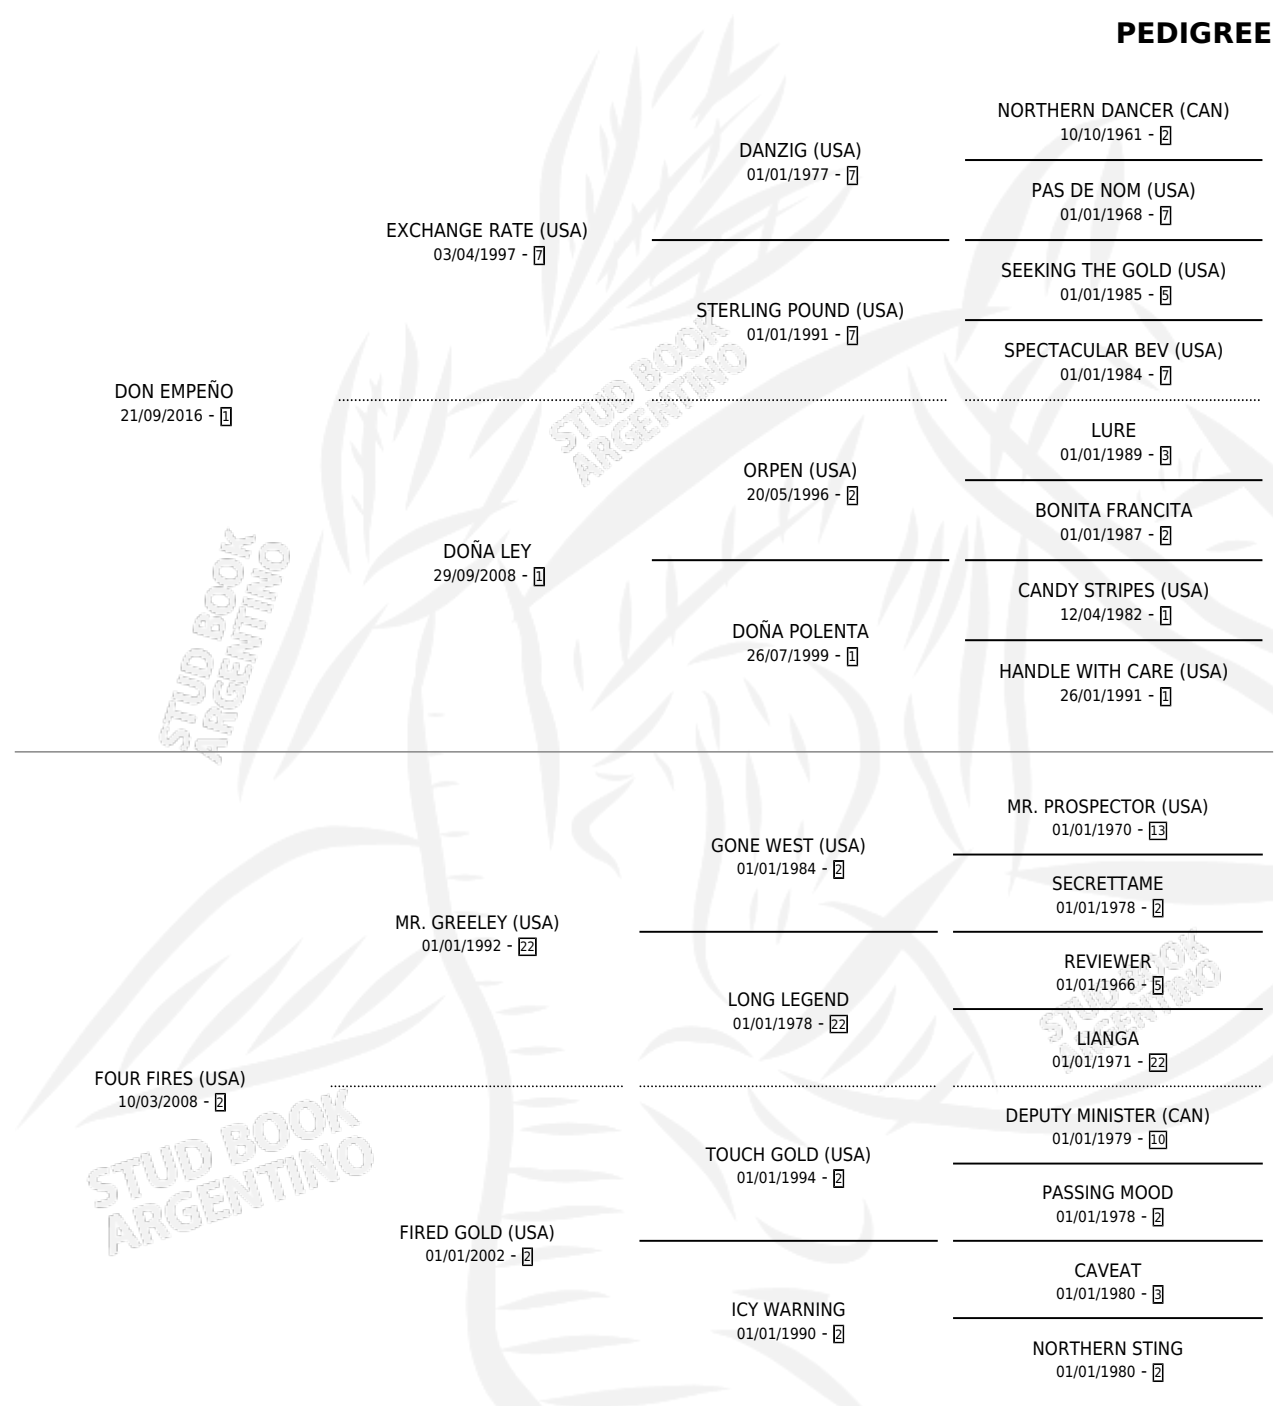 PEDIGREE
NORTHERN DANCER (CAN)
10/10/1961 - 2
DANZIG (USA)
01/01/1977 - 7
PAS DE NOM (USA)
01/01/1968 - 7
EXCHANGE RATE (USA)
03/04/1997 - 7
SEEKING THE GOLD (USA)
01/01/1985 - 5
STERLING POUND (USA)
01/01/1991 - 7
SPECTACULAR BEV (USA)
01/01/1984 - 7
DON EMPEÑO
21/09/2016 - 1
LURE
01/01/1989 - 3
ORPEN (USA)
20/05/1996 - 2
BONITA FRANCITA
01/01/1987 - 2
DOÑA LEY
29/09/2008 - 1
CANDY STRIPES (USA)
12/04/1982 - 1
DOÑA POLENTA
26/07/1999 - 1
HANDLE WITH CARE (USA)
26/01/1991 - 1
MR. PROSPECTOR (USA)
01/01/1970 - 13
GONE WEST (USA)
01/01/1984 - 2
SECRETTAME
01/01/1978 - 2
MR. GREELEY (USA)
01/01/1992 - 22
REVIEWER
01/01/1966 - 5
LONG LEGEND
01/01/1978 - 22
LIANGA
01/01/1971 - 22
FOUR FIRES (USA)
10/03/2008 - 2
DEPUTY MINISTER (CAN)
01/01/1979 - 10
TOUCH GOLD (USA)
01/01/1994 - 2
PASSING MOOD
01/01/1978 - 2
FIRED GOLD (USA)
01/01/2002 - 2
CAVEAT
01/01/1980 - 3
ICY WARNING
01/01/1990 - 2
NORTHERN STING
01/01/1980 - 2
STUD BOOK
ARGENTINO
STUD BOOK
ARGENTINO
STUD BOOK
ARGENTINO
STUD BOOK
ARGENTINO